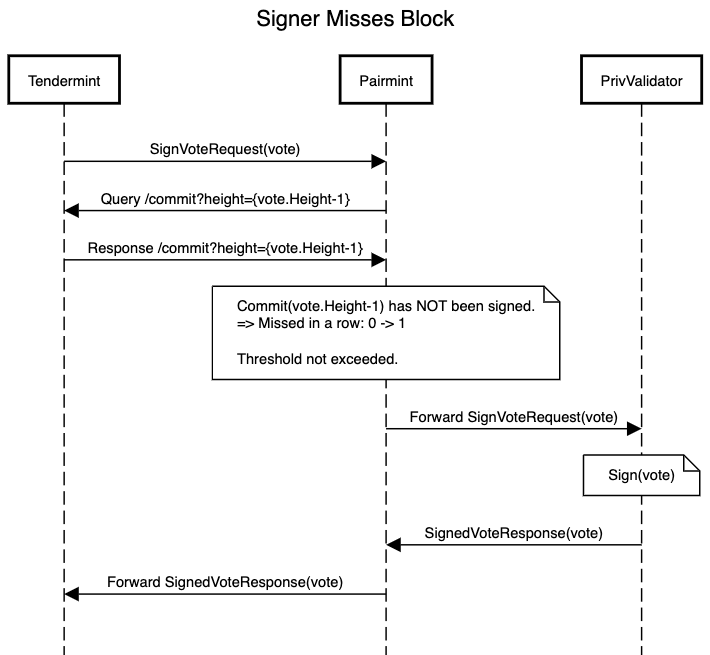 Signer Misses Block
Tendermint
Pairmint
PrivValidator
SignVoteRequest(vote)
Query /commit?height={vote.Height-1}
Response /commit?height={vote.Height-1}
Commit(vote.Height-1) has NOT been signed.
=> Missed in a row: 0 -> 1
Threshold not exceeded.
Forward SignVoteRequest(vote)
Sign(vote)
SignedVoteResponse(vote)
Forward SignedVoteResponse(vote)